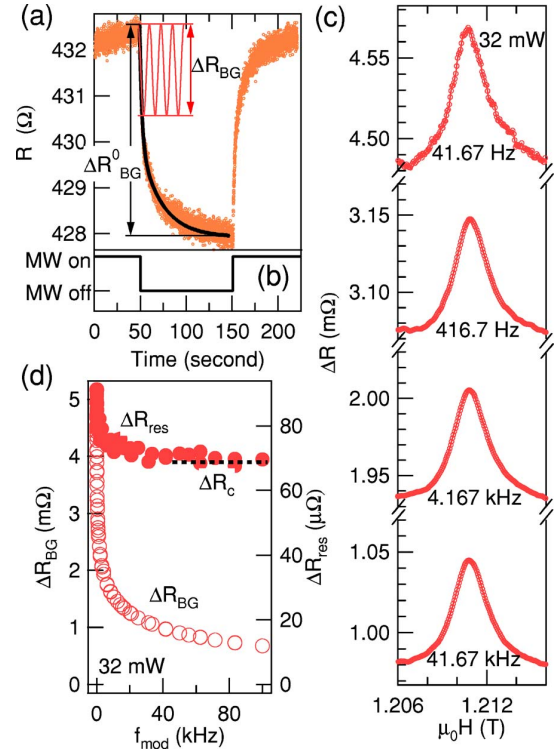 (a)
432
431
430
429
428
R (Ω)
ΔR_BG
ΔR⁰_BG
MW on
MW off
(b)
0
50
100
150
200
Time (second)
(c)
32 mW
4.55
4.50
41.67 Hz
3.15
3.10
416.7 Hz
2.00
1.95
4.167 kHz
1.05
1.00
41.67 kHz
ΔR (mΩ)
1.206
1.212
μ₀H (T)
(d)
5
4
3
2
1
0
ΔR_BG (mΩ)
ΔR_res
ΔR_c
ΔR_BG
32 mW
80
60
40
20
0
ΔR_res (μΩ)
0
40
80
f_mod
(kHz)